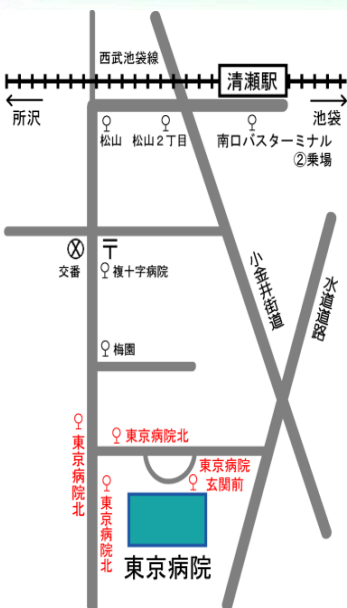 西武池袋線
清瀬駅
所沢
池袋
松山
松山2丁目
南口バスターミナル
②乗場
交番
〒
複十字病院
小金井街道
水道道路
梅園
東京病院北
東京病院北
東京病院
玄関前
東京病院北
東京病院